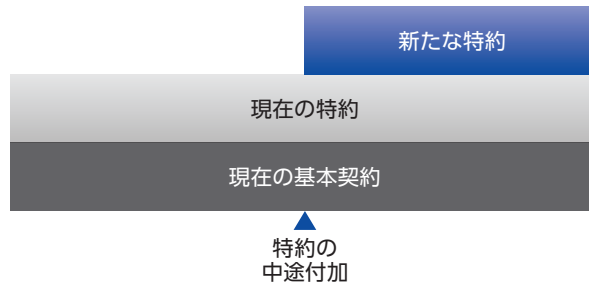 新たな特約
現在の特約
現在の基本契約
特約の
中途付加